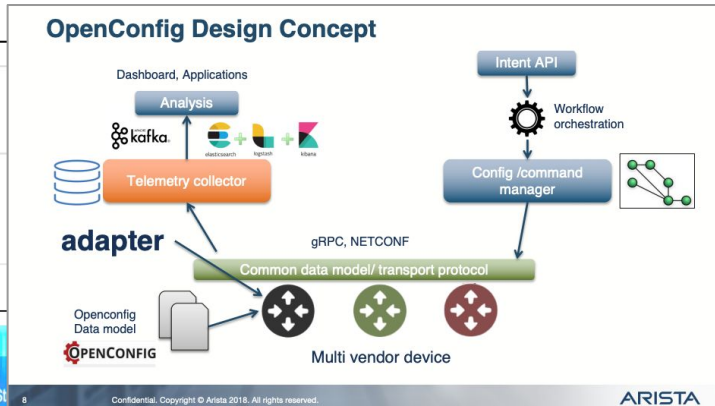 OpenConfig Design Concept
Dashboard, Applications
Analysis
kafka
elasticsearch
+
logstash
+
kibana
Telemetry collector
Intent API
Workflow
orchestration
Config /command
manager
adapter
gRPC, NETCONF
Common data model/ transport protocol
Openconfig
Data model
OPENCONFIG
Multi vendor device
St
8
Confidential. Copyright © Arista 2018. All rights reserved.
ARISTA